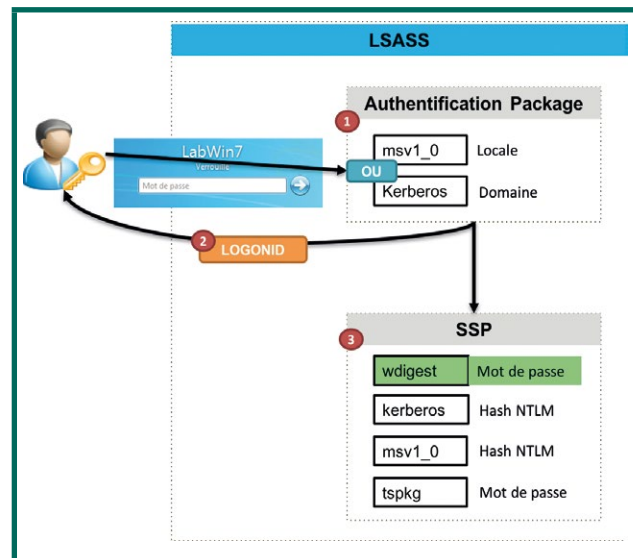 LSASS
Authentification Package
1
msv1_0 Locale
OU
Kerberos Domaine
LabWin7
Verrouillé
Mot de passe
2 LOGONID
SSP
3
wdigest Mot de passe
kerberos Hash NTLM
msv1_0 Hash NTLM
tspkg Mot de passe